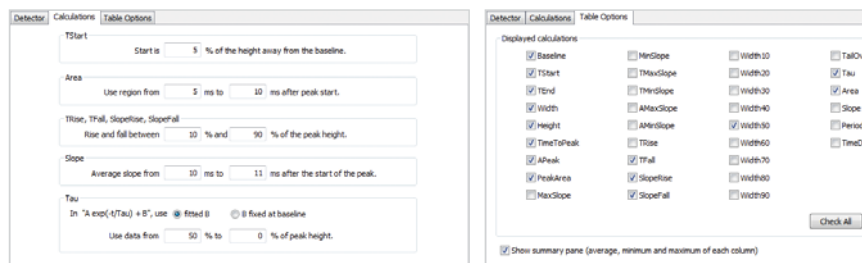 Detector Calculations Table Options
TStart
Start is 5 % of the height away from the baseline.
Area
Use region from 5 ms to 10 ms after peak start.
TRise, TFall, SlopeRise, SlopeFall
Rise and fall between 10 % and 90 % of the peak height.
Slope
Average slope from 10 ms to 11 ms after the start of the peak.
Tau
In "A exp(-t/Tau) + B", use fitted B B fixed at baseline
Use data from 50 % to 0 % of peak height.
Detector Calculations Table Options
Displayed calculations
Baseline MinSlope Width10 TailOv
TStart TMaxSlope Width20 Tau
TEnd TMinSlope Width30 Area
Width AMaxSlope Width40 Slope
Height AMinSlope Width50 Period
TimeToPeak TRise Width60 TimeD
APeak TFall Width70
PeakArea SlopeRise Width80
MaxSlope SlopeFall Width90
Check All
Show summary pane (average, minimum and maximum of each column)